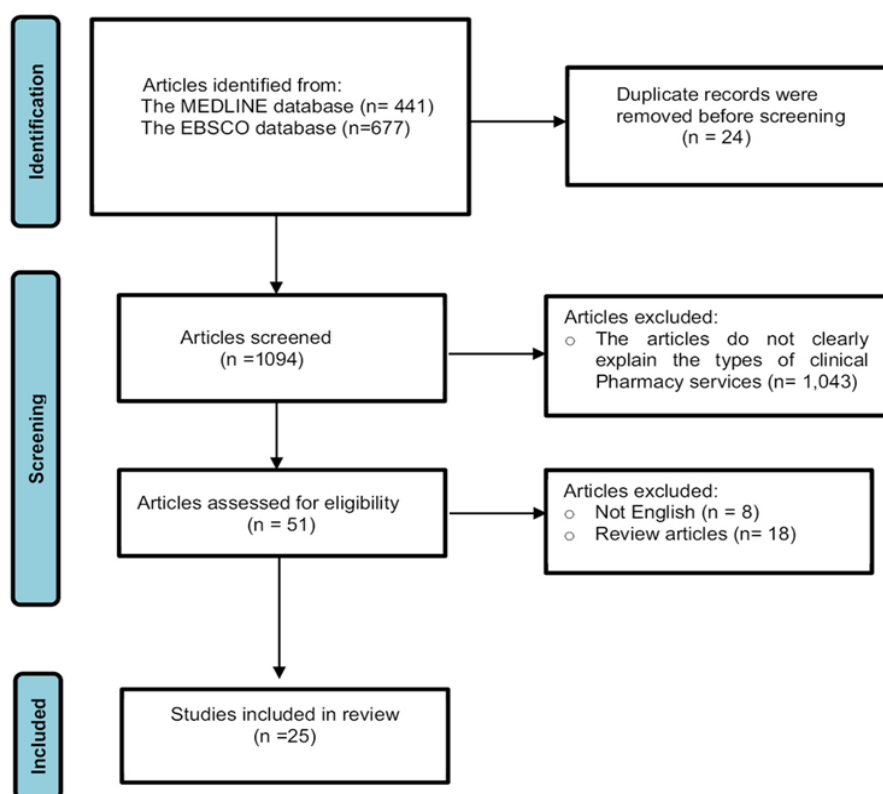 Identification
Articles identified from:
The MEDLINE database (n= 441)
The EBSCO database (n=677)
Duplicate records were
removed before screening
(n = 24)
Screening
Articles screened
(n =1094)
Articles excluded:
o The articles do not clearly
explain the types of clinical
Pharmacy services (n= 1,043)
Articles assessed for eligibility
(n = 51)
Articles excluded:
o Not English (n = 8)
o Review articles (n= 18)
Included
Studies included in review
(n =25)